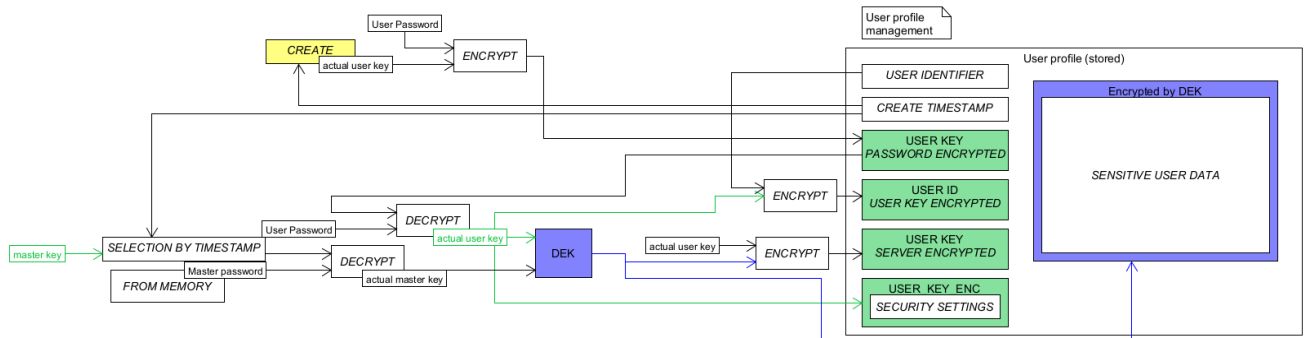 User profile
management
User Password
CREATE
actual user key
ENCRYPT
User profile (stored)
USER IDENTIFIER
CREATE TIMESTAMP
USER KEY
PASSWORD ENCRYPTED
Encrypted by DEK
SENSITIVE USER DATA
ENCRYPT
USER ID
USER KEY ENCRYPTED
DECRYPT
User Password
actual user key
master key
SELECTION BY TIMESTAMP
Master password
FROM MEMORY
DECRYPT
actual master key
DEK
actual user key
ENCRYPT
USER KEY
SERVER ENCRYPTED
USER_KEY_ENC
SECURITY SETTINGS